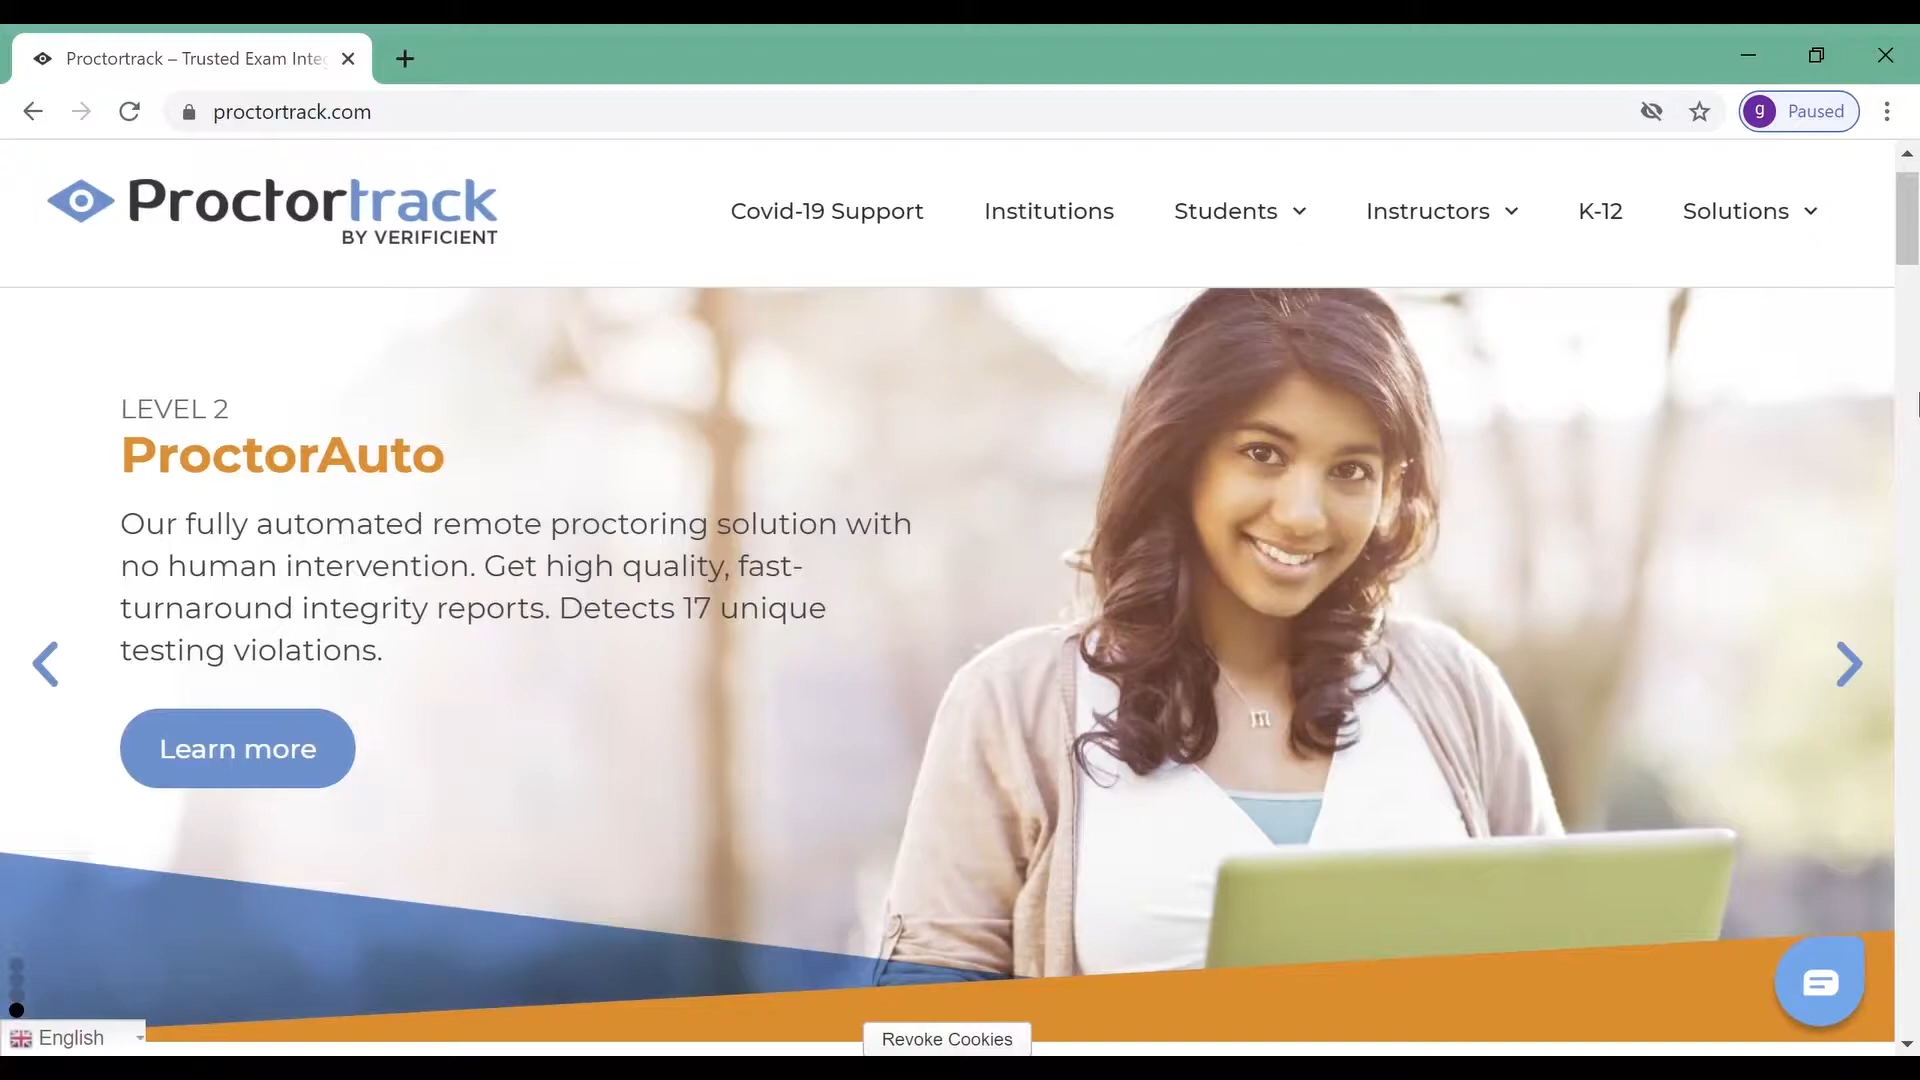 Proctortrack – Trusted Exam Inte
proctortrack.com
g Paused
Proctortrack
BY VERIFICIENT
Covid-19 Support Institutions Students Instructors K-12 Solutions
LEVEL 2
ProctorAuto
Our fully automated remote proctoring solution with
no human intervention. Get high quality, fast-
turnaround integrity reports. Detects 17 unique
testing violations.
Learn more
m
English
Revoke Cookies